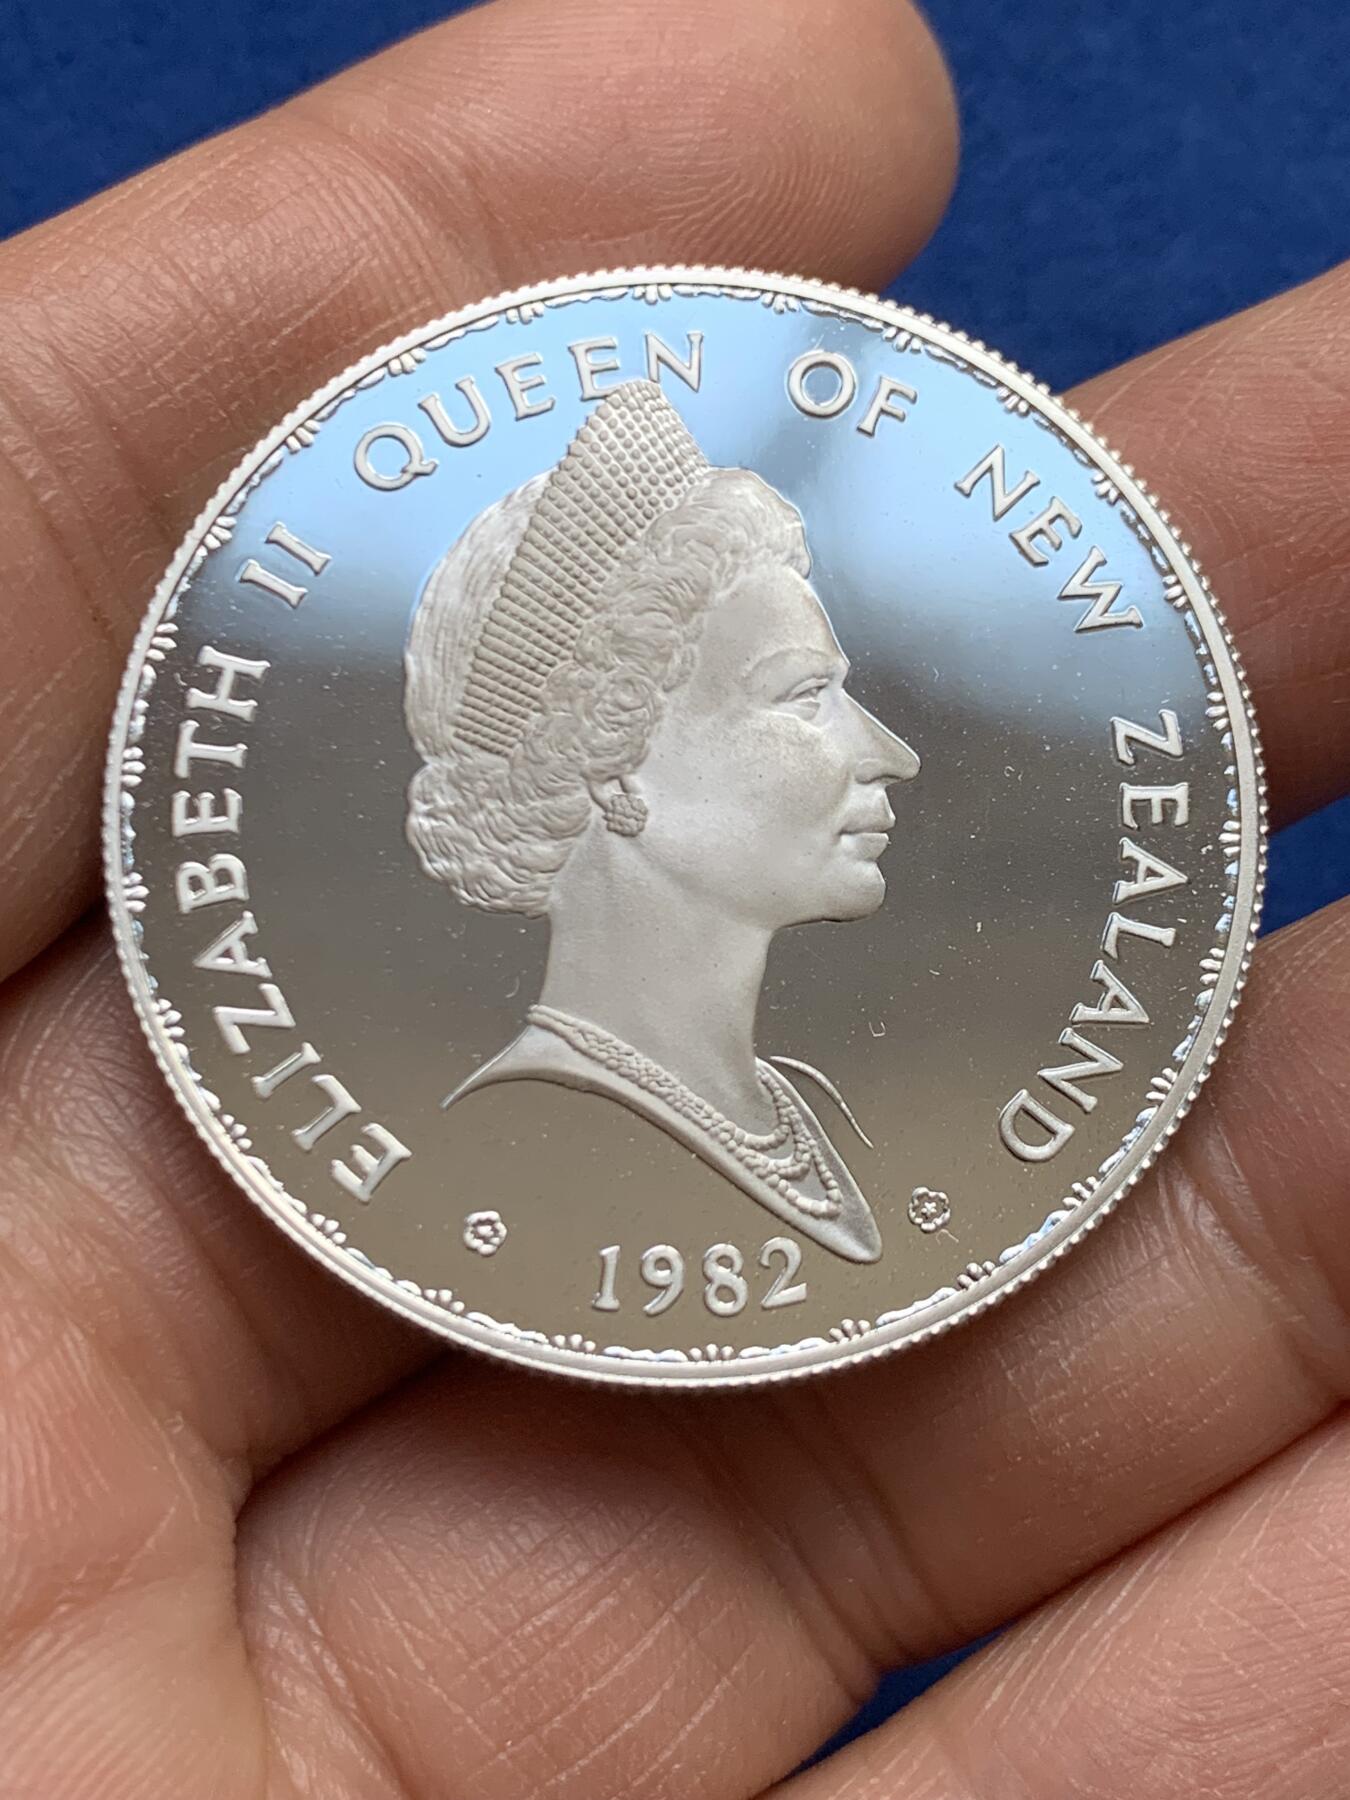 ELIZABETH II QUEEN OF NEW ZEALAND
1982